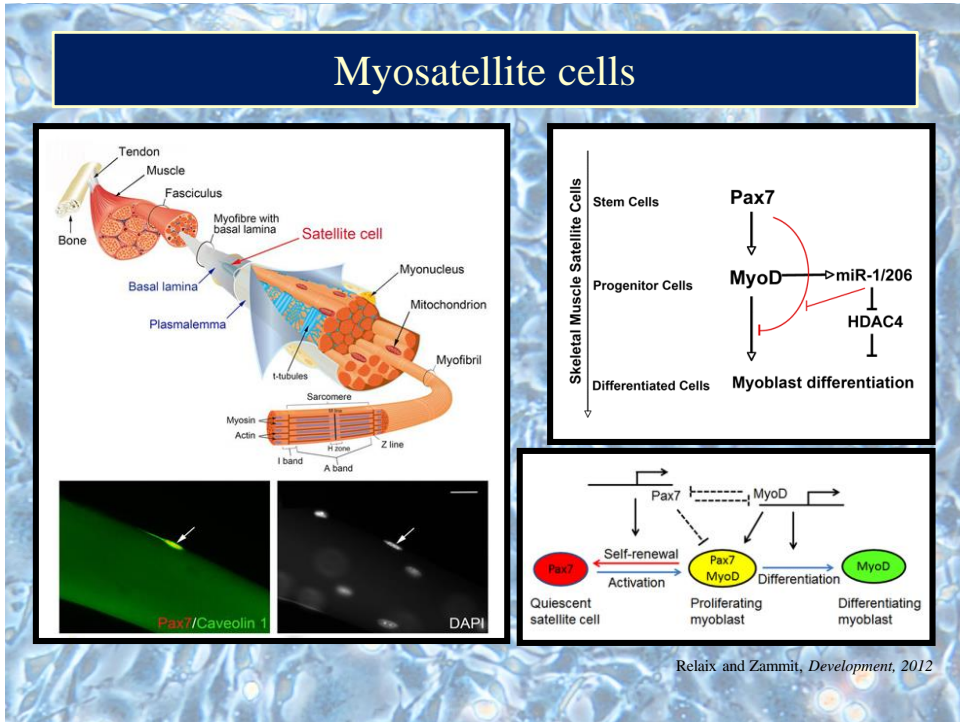 Myosatellite cells
Tendon
Muscle
Fasciculus
Bone
Myofibre with
basal lamina
Satellite cell
Basal lamina
Myonucleus
Mitochondrion
Plasmalemma
Myofibril
t-tubules
Sarcomere
M line
Myosin
Actin
Z line
H zone
I band
A band
Pax7/Caveolin 1
DAPI
Skeletal Muscle Satellite Cells
Stem Cells
Pax7
Progenitor Cells
MyoD
miR-1/206
HDAC4
Differentiated Cells
Myoblast differentiation
Pax7
MyoD
Self-renewal
Activation
Differentiation
Pax7
Pax7
MyoD
MyoD
Quiescent
satellite cell
Proliferating
myoblast
Differentiating
myoblast
Relaix and Zammit, Development, 2012